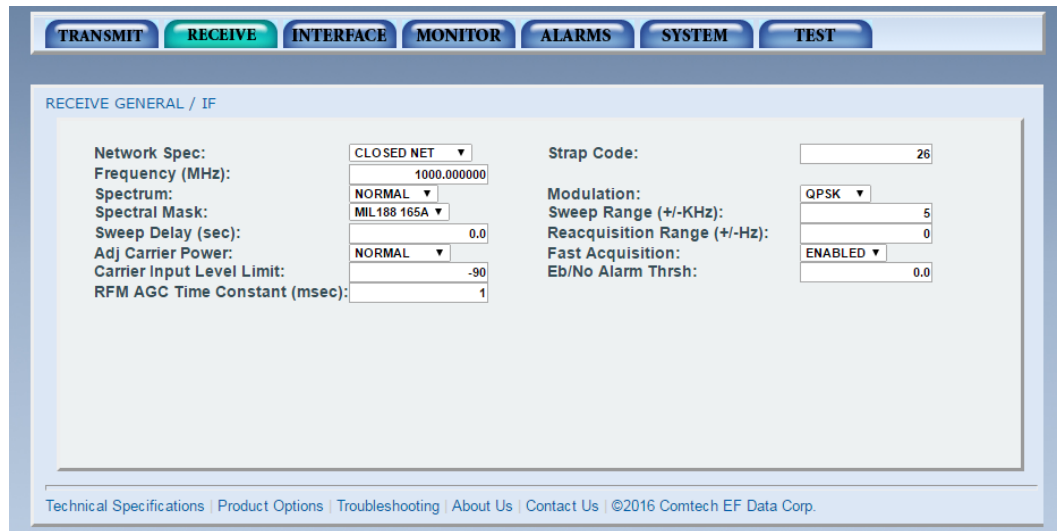 TRANSMIT RECEIVE INTERFACE MONITOR ALARMS SYSTEM TEST
RECEIVE GENERAL / IF
Network Spec: CLOSED NET Strap Code: 26
Frequency (MHz): 1000.000000
Spectrum: NORMAL Modulation: QPSK
Spectral Mask: MIL188 165A Sweep Range (+/-KHz): 5
Sweep Delay (sec): 0.0 Reacquisition Range (+/-Hz): 0
Adj Carrier Power: NORMAL Fast Acquisition: ENABLED
Carrier Input Level Limit: -90 Eb/No Alarm Thrsh: 0.0
RFM AGC Time Constant (msec): 1
Technical Specifications | Product Options | Troubleshooting | About Us | Contact Us | ©2016 Comtech EF Data Corp.